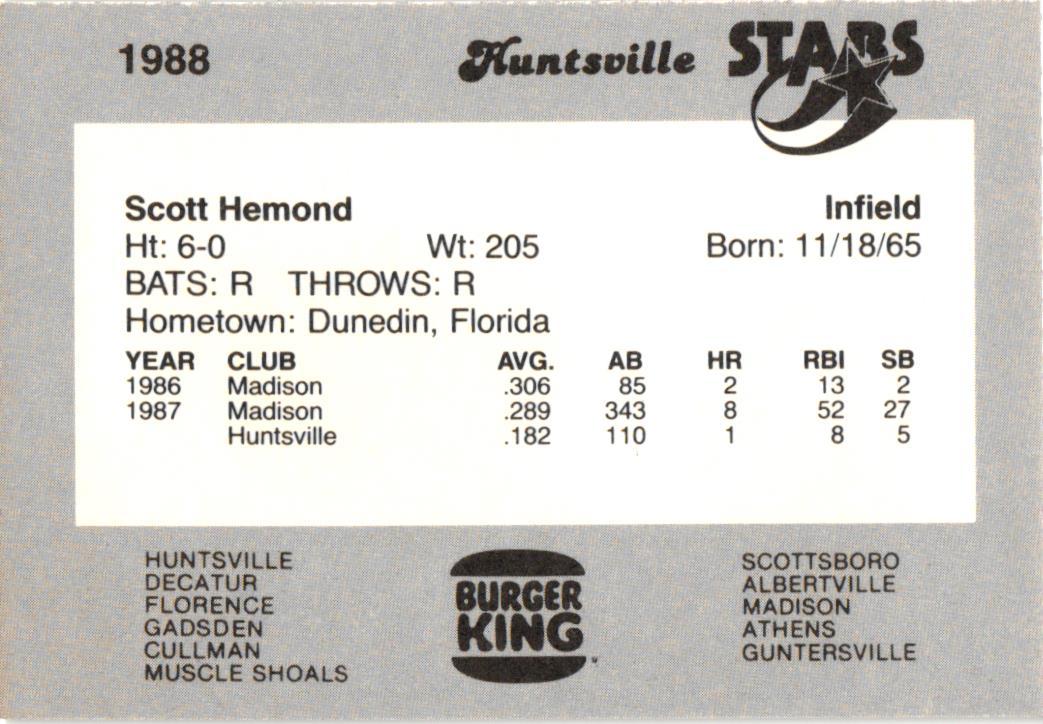 1988 Huntsville STARS
Scott Hemond Infield
Ht: 6-0 Wt: 205 Born: 11/18/65
BATS: R THROWS: R
Hometown: Dunedin, Florida
YEAR CLUB AVG. AB HR RBI SB
1986 Madison .306 85 2 13 2
1987 Madison .289 343 8 52 27
Huntsville .182 110 1 8 5
HUNTSVILLE
DECATUR
FLORENCE
GADSDEN
CULLMAN
MUSCLE SHOALS
BURGER
KING
SCOTTSBORO
ALBERTVILLE
MADISON
ATHENS
GUNTERSVILLE